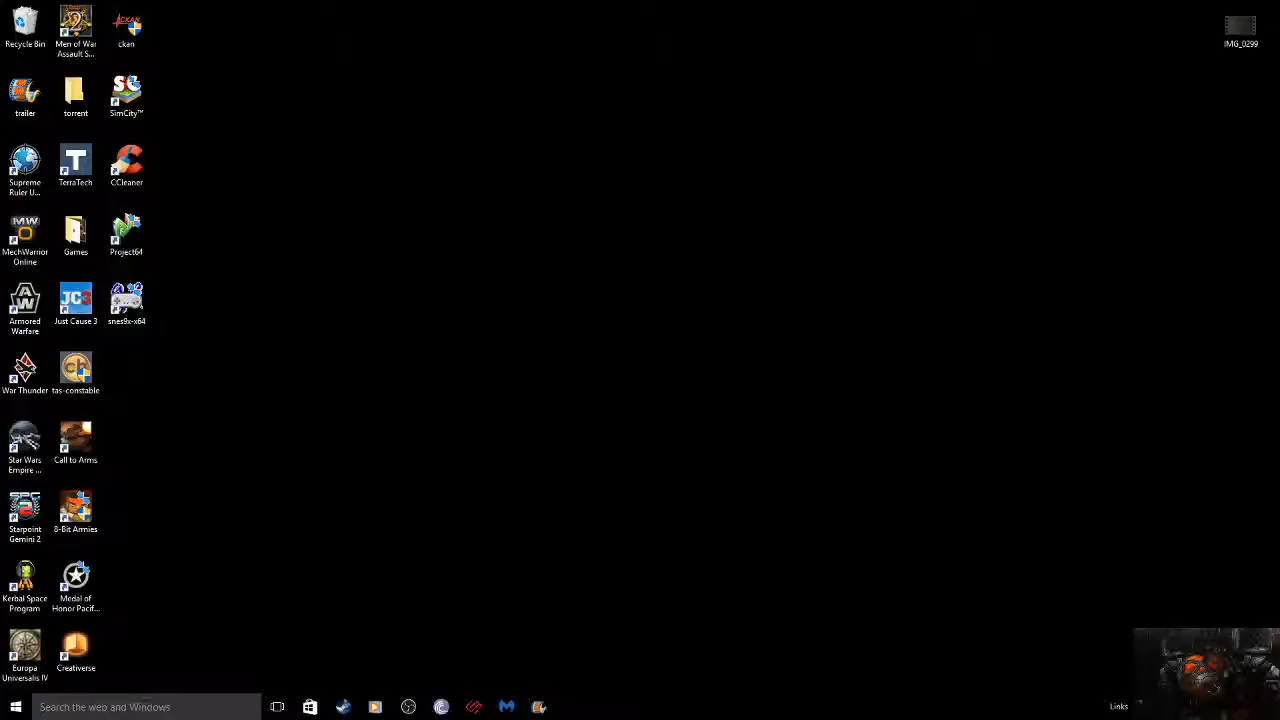 Recycle Bin
Men of War
Assault S...
ckan
IMG_0299
trailer
torrent
SimCity™
Supreme
Ruler U...
TerraTech
CCleaner
MechWarrior
Online
Games
Project64
Armored
Warfare
Just Cause 3
snes9x-x64
War Thunder
tas-constable
Star Wars
Empire ...
Call to Arms
Starpoint
Gemini 2
8-Bit Armies
Kerbal Space
Program
Medal of
Honor Pacif...
Europa
Universalis IV
Creativerse
Search the web and Windows
Links